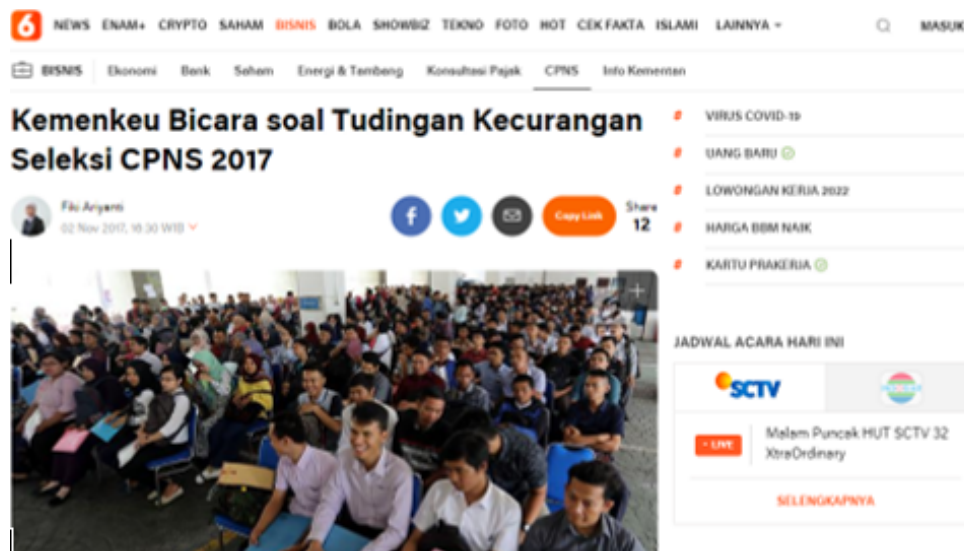 6 NEWS ENAM+ CRYPTO SAHAM BISNIS BOLA SHOWBIZ TEKNO FOTO HOT CEK FAKTA ISLAMI LAINNYA MASUK
BISNIS Ekonomi Bank Saham Energi & Tambang Konsultasi Pajak CPNS Info Kementan
Kemenkeu Bicara soal Tudingan Kecurangan
Seleksi CPNS 2017
Fiki Ariyanti
02 Nov 2017, 16:30 WIB
f
Copy Link
Share
12
# VIRUS COVID-19
# UANG BARU
# LOWONGAN KERJA 2022
# HARGA BBM NAIK
# KARTU PRAKERJA
JADWAL ACARA HARI INI
SCTV
• LIVE
Malam Puncak HUT SCTV 32
XtraOrdinary
SELENGKAPNYA